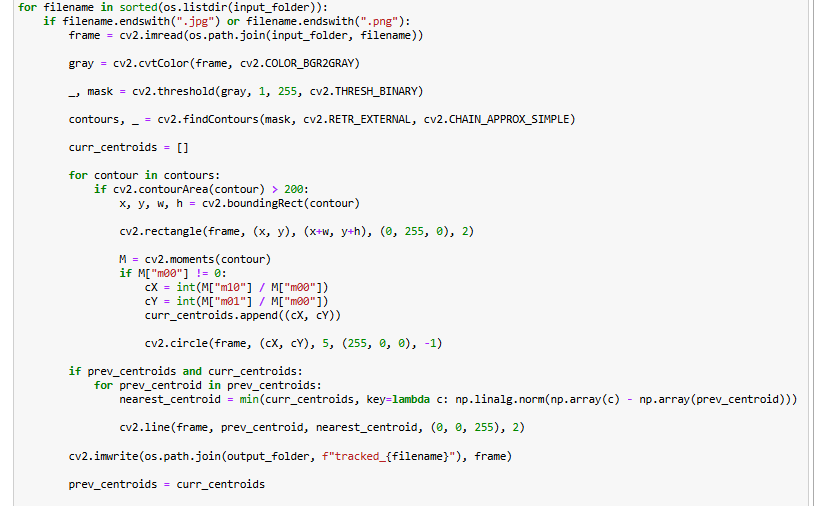 for filename in sorted(os.listdir(input_folder)):
    if filename.endswith(".jpg") or filename.endswith(".png"):
        frame = cv2.imread(os.path.join(input_folder, filename))

        gray = cv2.cvtColor(frame, cv2.COLOR_BGR2GRAY)

        _, mask = cv2.threshold(gray, 1, 255, cv2.THRESH_BINARY)

        contours, _ = cv2.findContours(mask, cv2.RETR_EXTERNAL, cv2.CHAIN_APPROX_SIMPLE)

        curr_centroids = []

        for contour in contours:
            if cv2.contourArea(contour) > 200:
                x, y, w, h = cv2.boundingRect(contour)

                cv2.rectangle(frame, (x, y), (x+w, y+h), (0, 255, 0), 2)

                M = cv2.moments(contour)
                if M["m00"] != 0:
                    cX = int(M["m10"] / M["m00"])
                    cY = int(M["m01"] / M["m00"])
                    curr_centroids.append((cX, cY))

                    cv2.circle(frame, (cX, cY), 5, (255, 0, 0), -1)

        if prev_centroids and curr_centroids:
            for prev_centroid in prev_centroids:
                nearest_centroid = min(curr_centroids, key=lambda c: np.linalg.norm(np.array(c) - np.array(prev_centroid)))

                cv2.line(frame, prev_centroid, nearest_centroid, (0, 0, 255), 2)

        cv2.imwrite(os.path.join(output_folder, f"tracked_{filename}"), frame)

        prev_centroids = curr_centroids